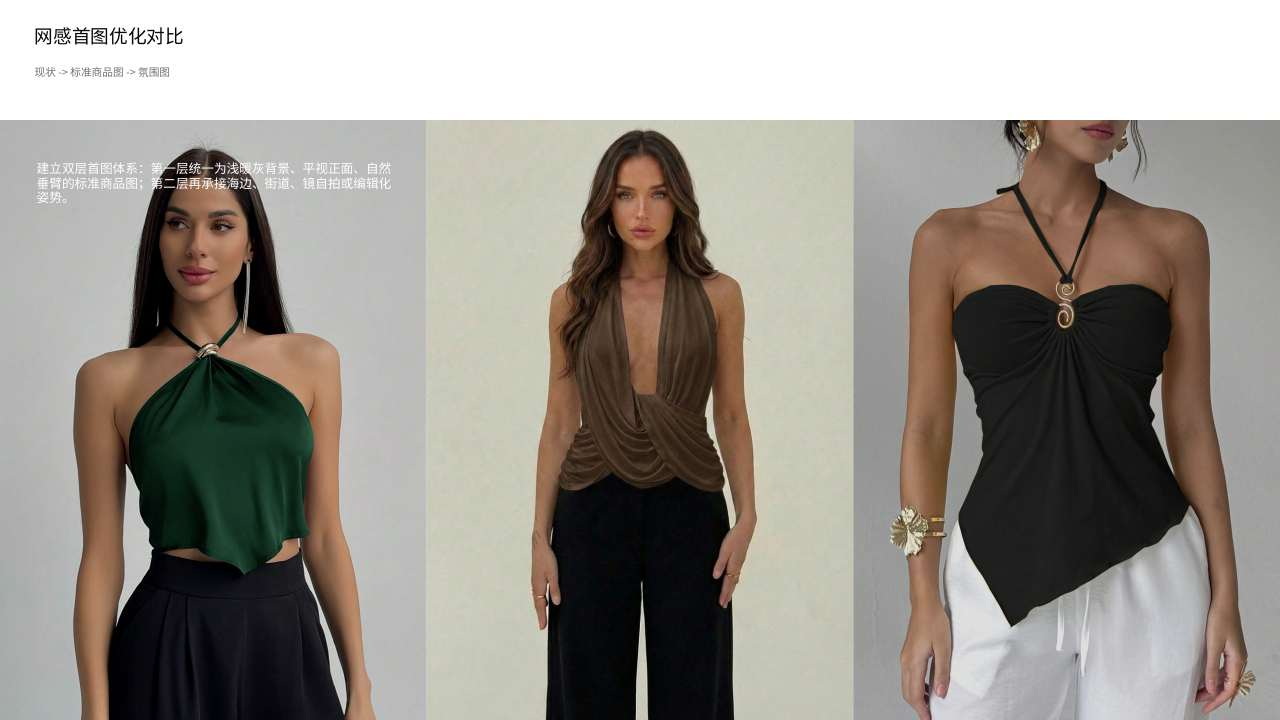 网感首图优化对比
现状 -> 标准商品图 -> 氛围图
建立双层首图体系：第一层统一为浅暖灰背景、平视正面、自然
垂臂的标准商品图；第二层再承接海边、街道、镜自拍或编辑化
姿势。